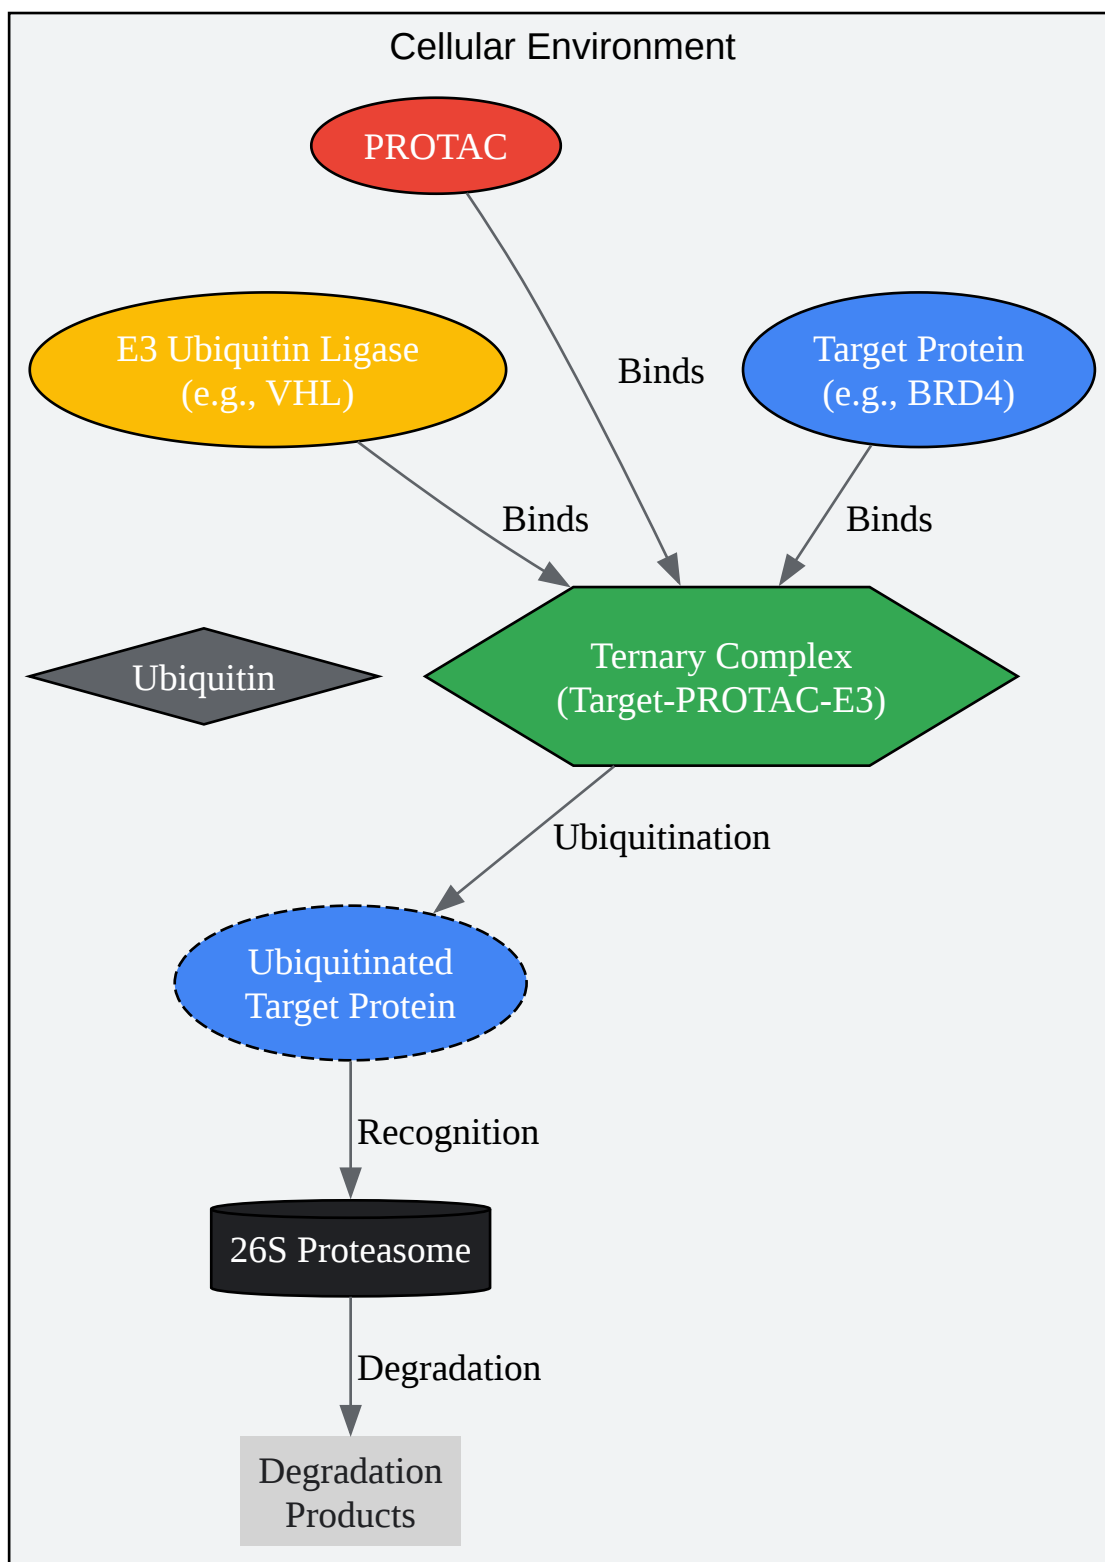 Cellular Environment
PROTAC
E3 Ubiquitin Ligase
(e.g., VHL)
Binds
Target Protein
(e.g., BRD4)
Binds
Binds
Ubiquitin
Ternary Complex
(Target-PROTAC-E3)
Ubiquitination
Ubiquitinated
Target Protein
Recognition
26S Proteasome
Degradation
Degradation
Products